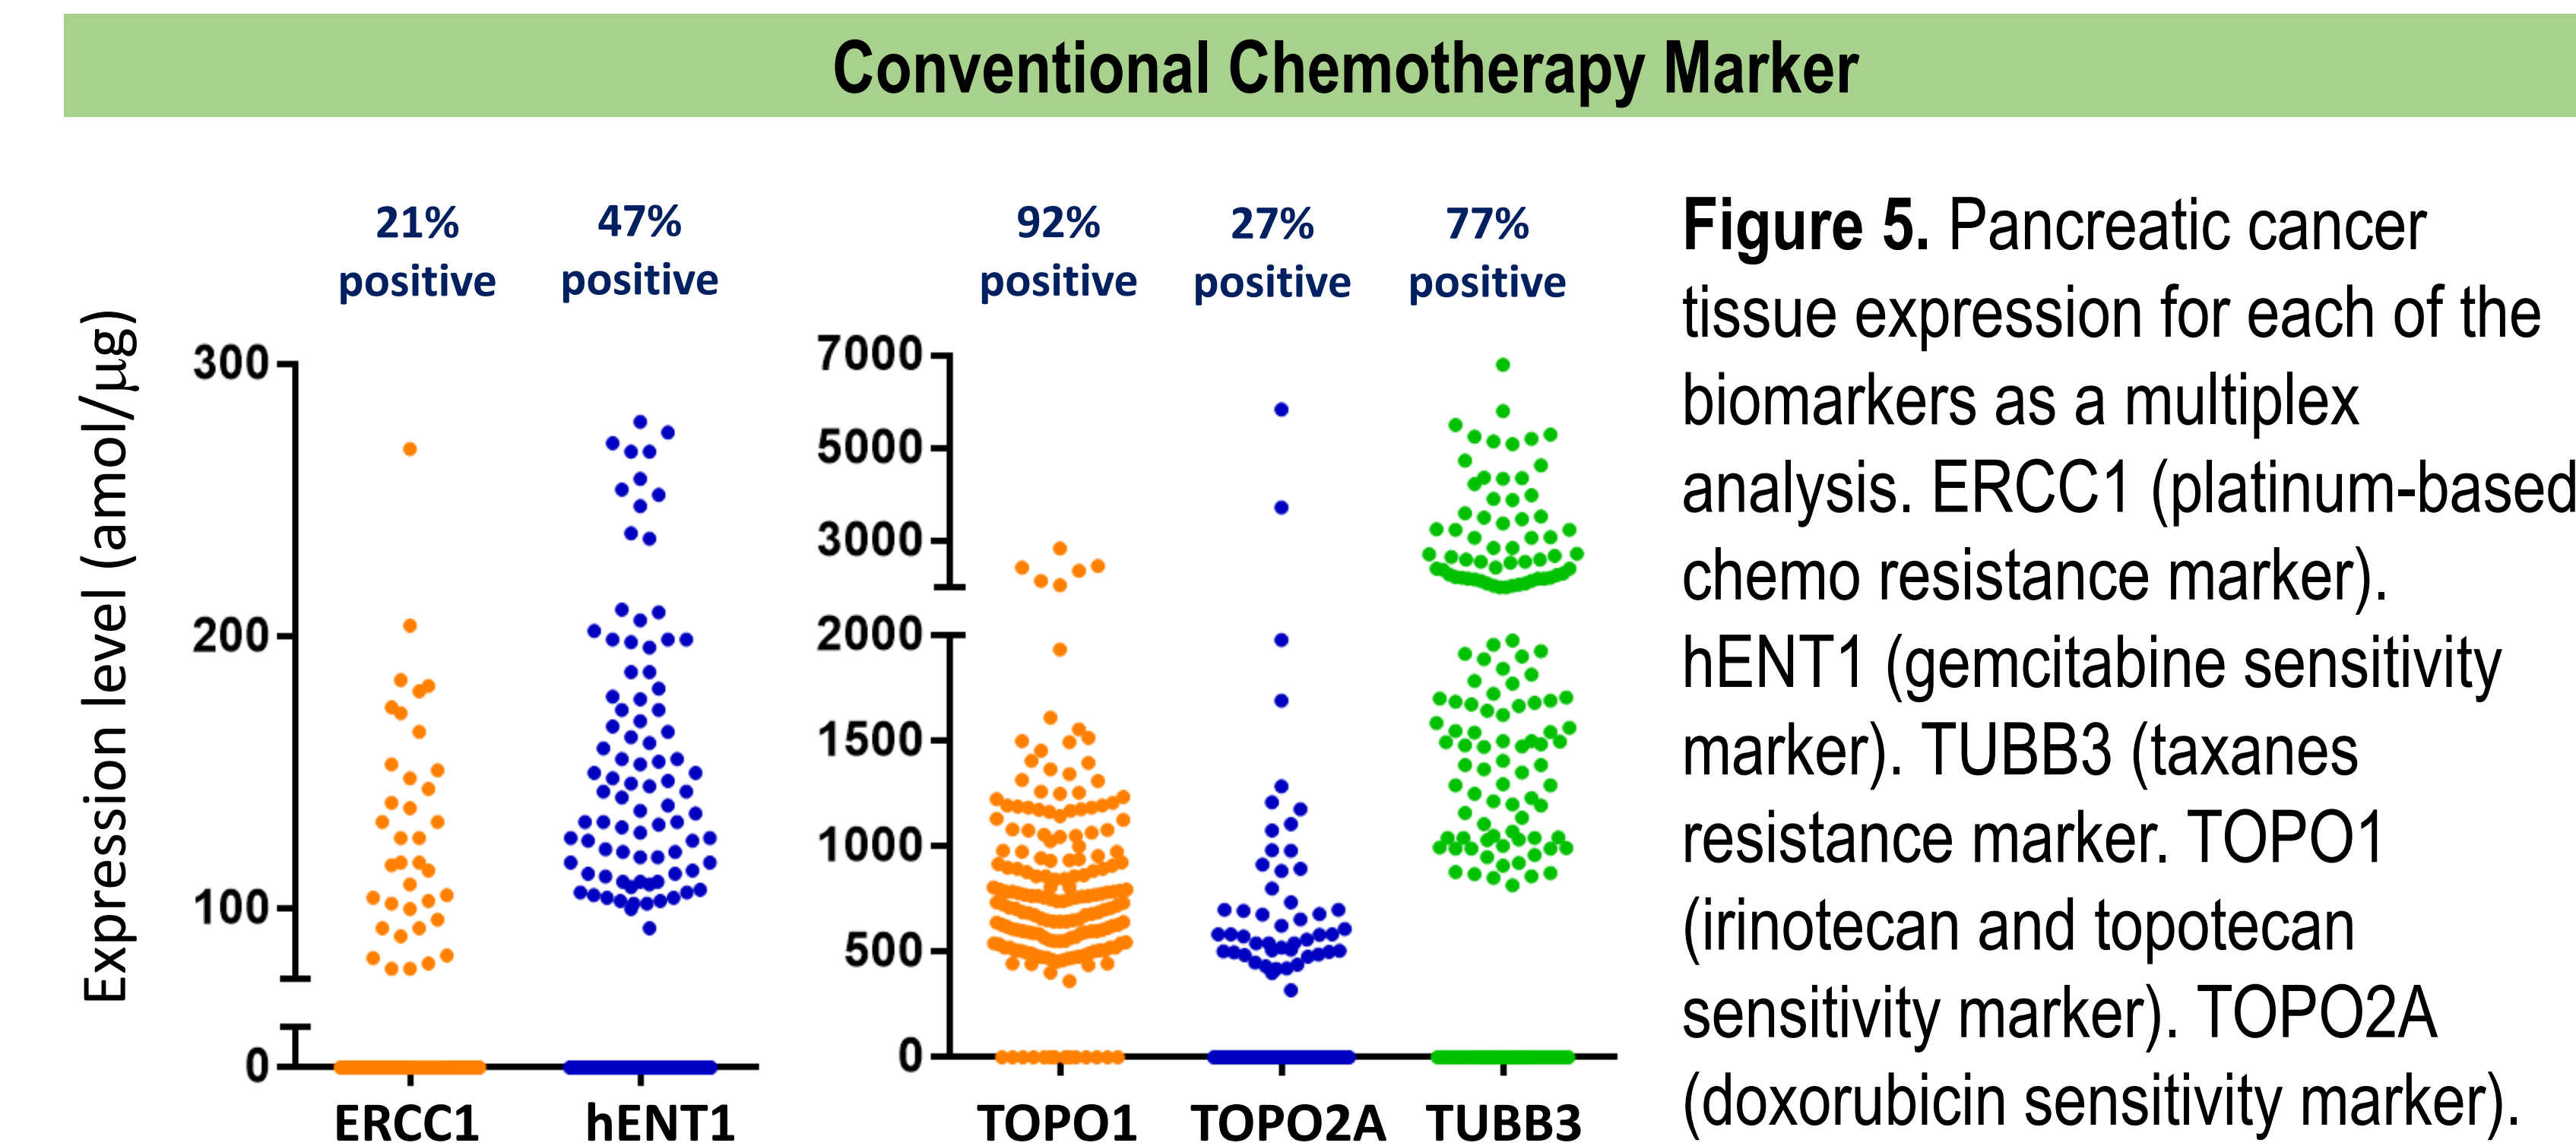 Conventional Chemotherapy Marker
21% positive
47% positive
92% positive
27% positive
77% positive
Expression level (amol/µg)
300
200
100
0
7000
5000
3000
2000
1500
1000
500
0
ERCC1
hENT1
TOPO1
TOPO2A
TUBB3
Figure 5. Pancreatic cancer
tissue expression for each of the
biomarkers as a multiplex
analysis. ERCC1 (platinum-based
chemo resistance marker).
hENT1 (gemcitabine sensitivity
marker). TUBB3 (taxanes
resistance marker. TOPO1
(irinotecan and topotecan
sensitivity marker). TOPO2A
(doxorubicin sensitivity marker).